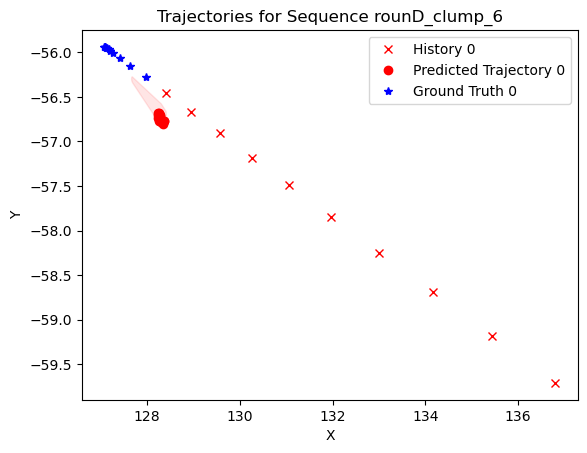 Trajectories for Sequence rounD_clump_6
History 0
Predicted Trajectory 0
Ground Truth 0
−56.0
−56.5
−57.0
−57.5
−58.0
−58.5
−59.0
−59.5
Y
128 130 132 134 136
X